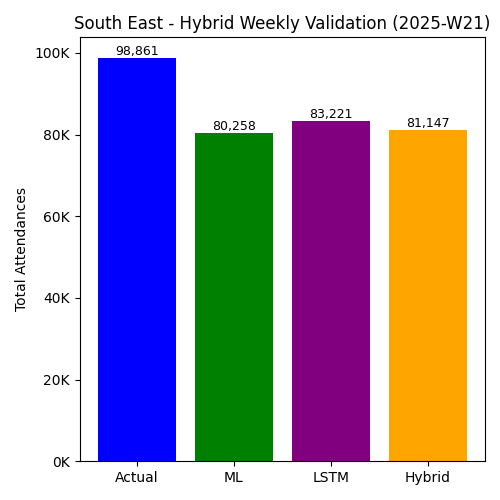 South East - Hybrid Weekly Validation (2025-W21)
100K
80K
60K
40K
20K
0K
Total Attendances
98,861
80,258
83,221
81,147
Actual
ML
LSTM
Hybrid